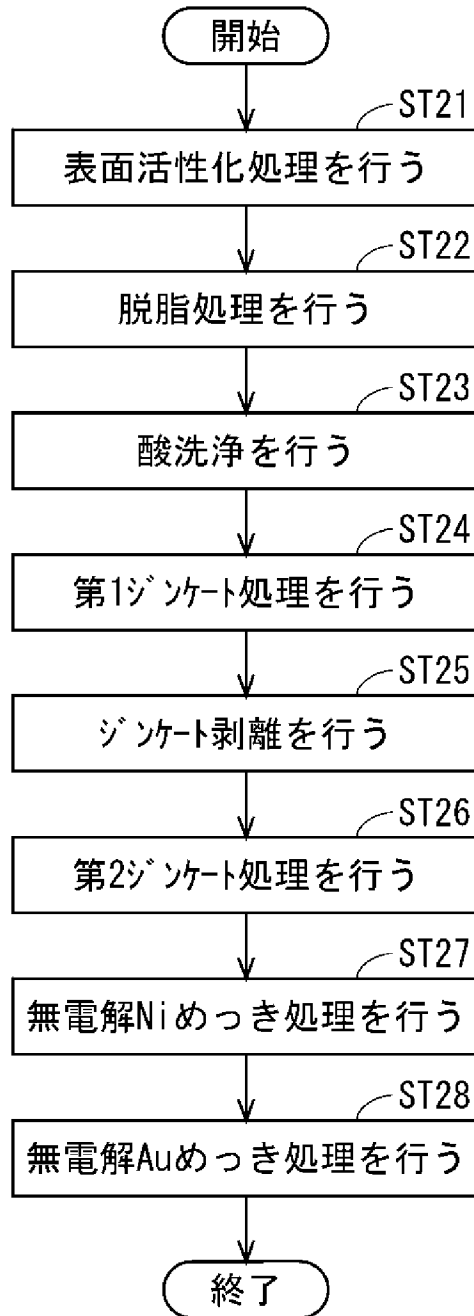 開始
ST21
表面活性化処理を行う
ST22
脱脂処理を行う
ST23
酸洗浄を行う
ST24
第1ジンケート処理を行う
ST25
ジンケート剥離を行う
ST26
第2ジンケート処理を行う
ST27
無電解Niめっき処理を行う
ST28
無電解Auめっき処理を行う
終了